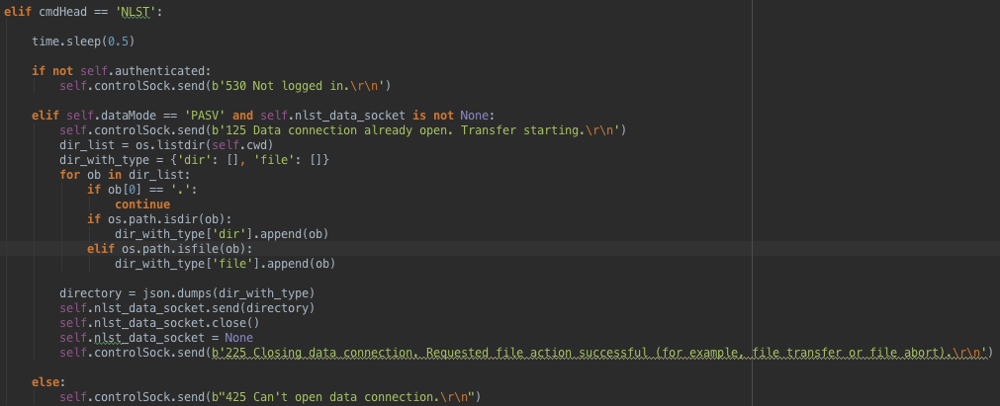 elif cmdHead == 'NLST':
time.sleep(0.5)
if not self.authenticated:
self.controlSock.send(b'530 Not logged in.\r\n')
elif self.dataMode == 'PASV' and self.nlst_data_socket is not None:
self.controlSock.send(b'125 Data connection already open. Transfer starting.\r\n')
dir_list = os.listdir(self.cwd)
dir_with_type = {'dir': [], 'file': []}
for ob in dir_list:
if ob[0] == '.':
continue
if os.path.isdir(ob):
dir_with_type['dir'].append(ob)
elif os.path.isfile(ob):
dir_with_type['file'].append(ob)
directory = json.dumps(dir_with_type)
self.nlst_data_socket.send(directory)
self.nlst_data_socket.close()
self.nlst_data_socket = None
self.controlSock.send(b'225 Closing data connection. Requested file action successful (for example, file transfer or file abort).\r\n')
else:
self.controlSock.send(b"425 Can't open data connection.\r\n")